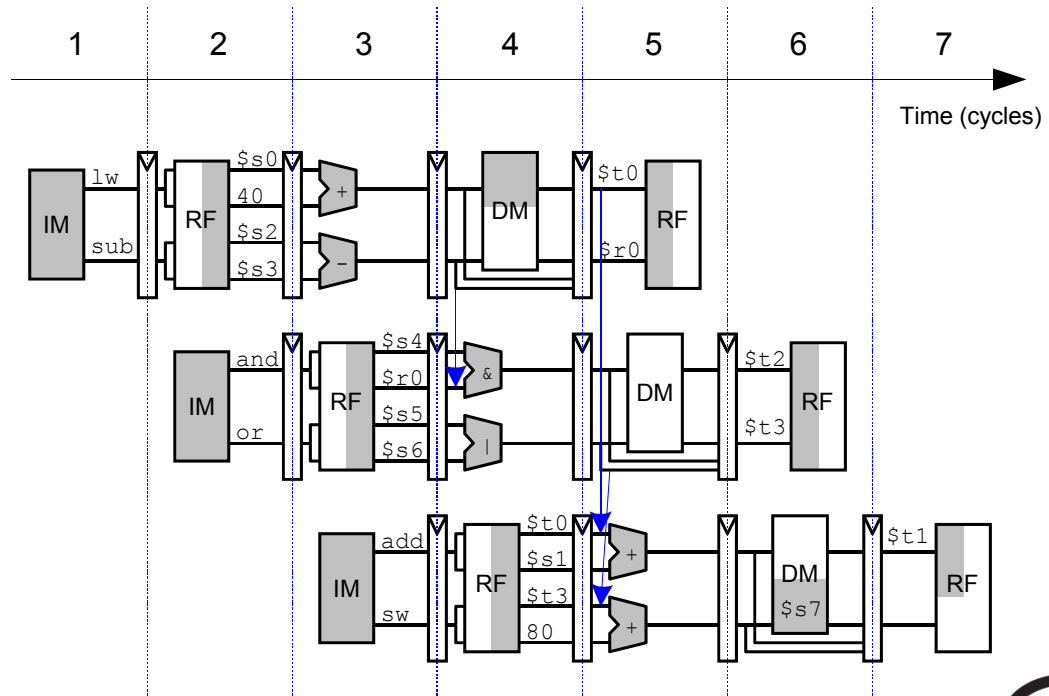 1 2 3 4 5 6 7
Time (cycles)
IM
lw
sub
RF
$s0
40
$s2
$s3
+
-
DM
$t0
$r0
RF
IM
and
or
RF
$s4
$r0
$s5
$s6
&
|
DM
$t2
$t3
RF
IM
add
sw
RF
$t0
$s1
$t3
80
+
+
DM
$s7
$t1
RF